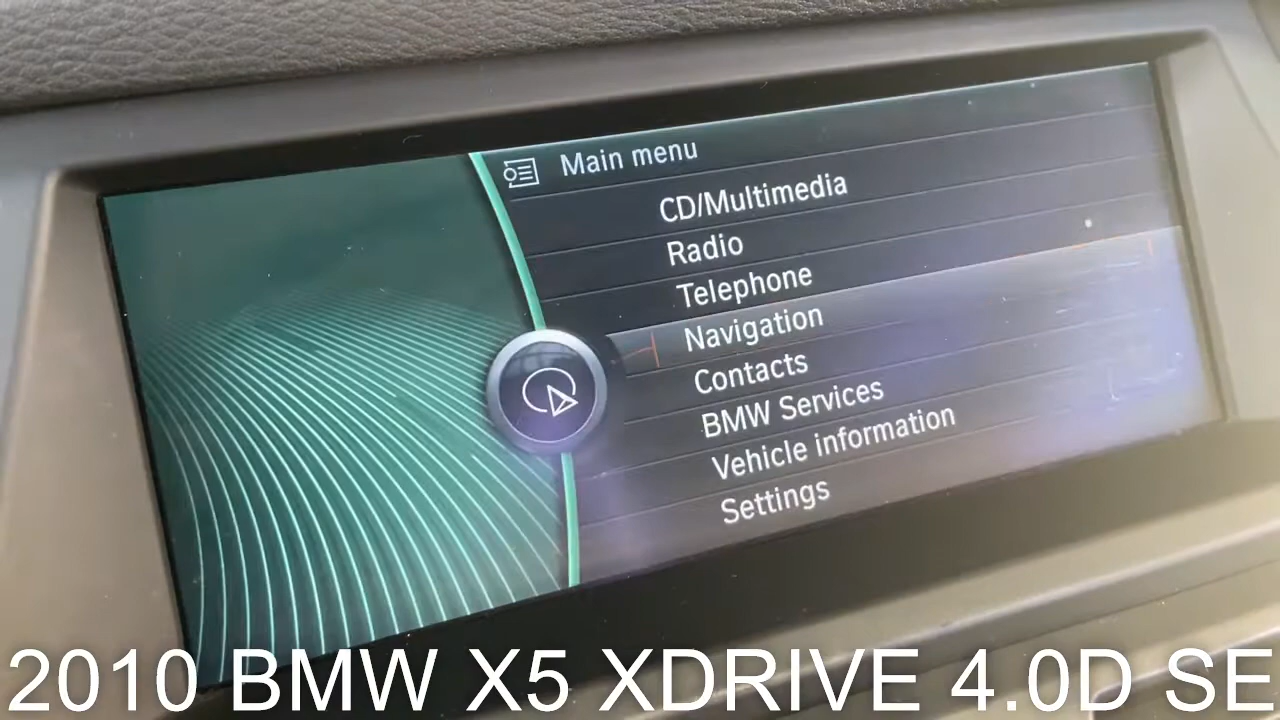 Main menu
CD/Multimedia
Radio
Telephone
Navigation
Contacts
BMW Services
Vehicle information
Settings
2010 BMW X5 XDRIVE 4.0D SE